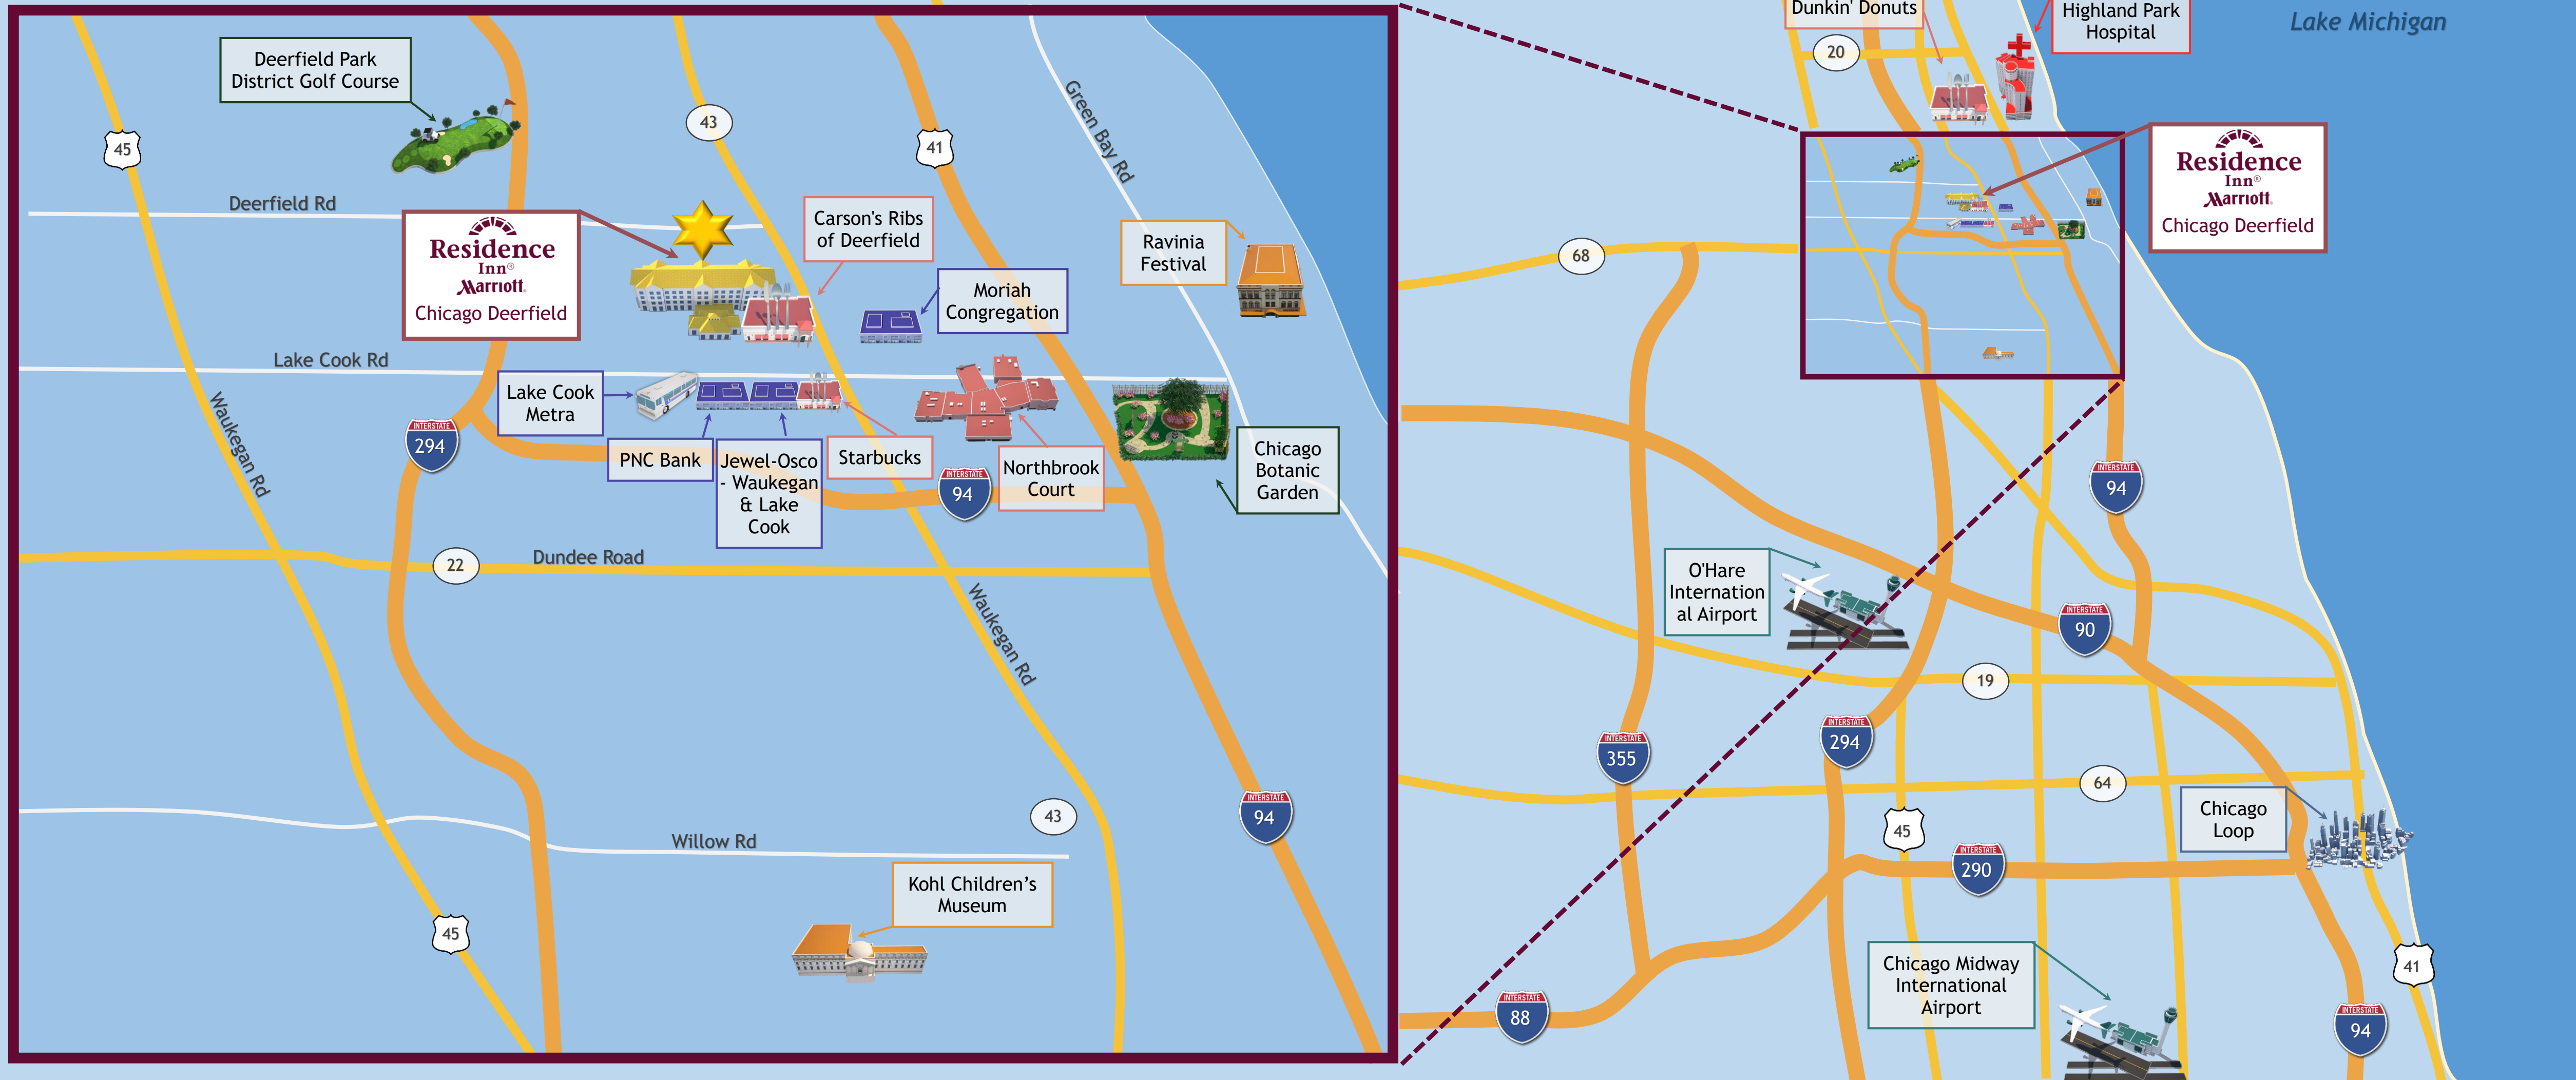 Deerfield Park
District Golf Course
45
43
41
Green Bay Rd
Deerfield Rd
Residence
Inn®
Marriott®
Chicago Deerfield
Carson's Ribs
of Deerfield
Moriah
Congregation
Ravinia
Festival
Lake Cook Rd
Lake Cook
Metra
Waukegan Rd
INTERSTATE
294
PNC Bank
Jewel-Osco
- Waukegan
& Lake
Cook
Starbucks
INTERSTATE
94
Northbrook
Court
Chicago
Botanic
Garden
22
Dundee Road
Waukegan Rd
43
INTERSTATE
94
Willow Rd
Kohl Children’s
Museum
45
Dunkin' Donuts
Highland Park
Hospital
Lake Michigan
20
Residence
Inn®
Marriott®
Chicago Deerfield
68
INTERSTATE
94
O'Hare
Internation
al Airport
INTERSTATE
90
19
INTERSTATE
355
INTERSTATE
294
64
Chicago
Loop
45
INTERSTATE
290
Chicago Midway
International
Airport
41
INTERSTATE
88
INTERSTATE
94